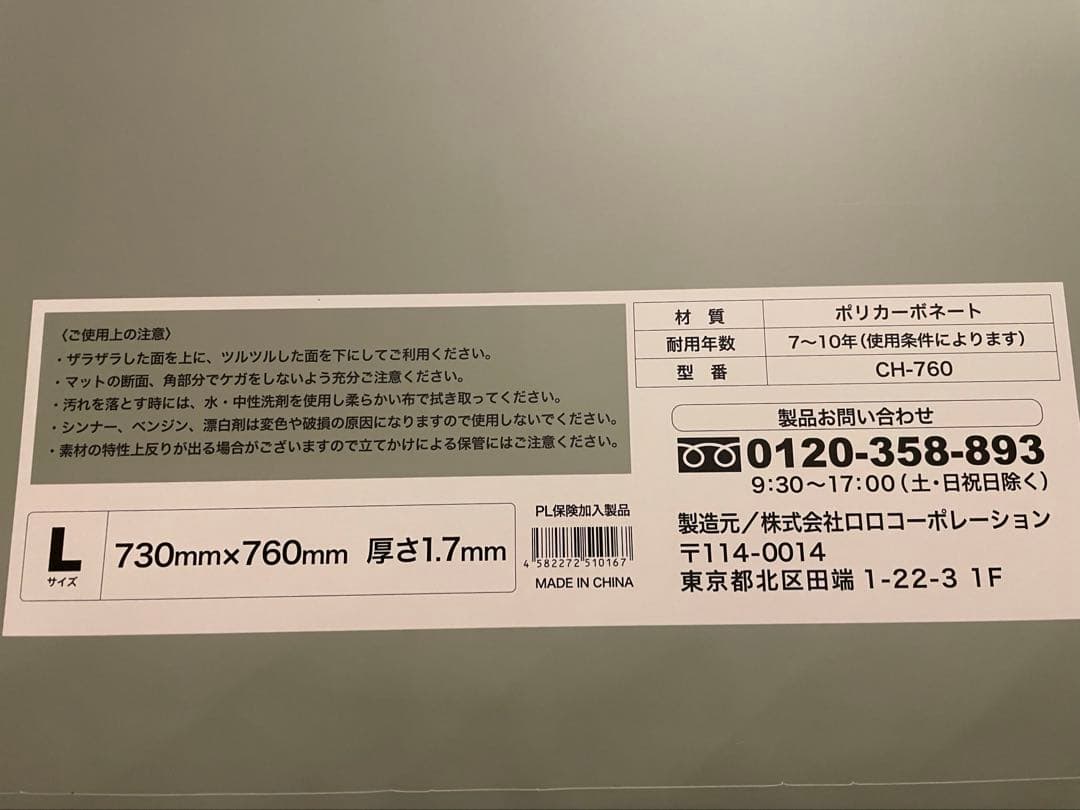 〈ご使用上の注意〉
・ザラザラした面を上に、ツルツルした面を下にしてご利用ください。
・マットの断面、角部分でケガをしないよう充分ご注意ください。
・汚れを落とす時には、水・中性洗剤を使用し柔らかい布で拭き取ってください。
・シンナー、ベンジン、漂白剤は変色や破損の原因になりますので使用しないでください。
・素材の特性上反りが出る場合がございますので立てかけによる保管にはご注意ください。
L
サイズ
730mm×760mm 厚さ1.7mm
PL保険加入製品
4 582272 510167
MADE IN CHINA
材 質 ポリカーボネート
耐用年数 7〜10年(使用条件によります)
型 番 CH-760
製品お問い合わせ
0120-358-893
9:30〜17:00(土・日祝日除く)
製造元/株式会社ロロコーポレーション
〒114-0014
東京都北区田端 1-22-3 1F